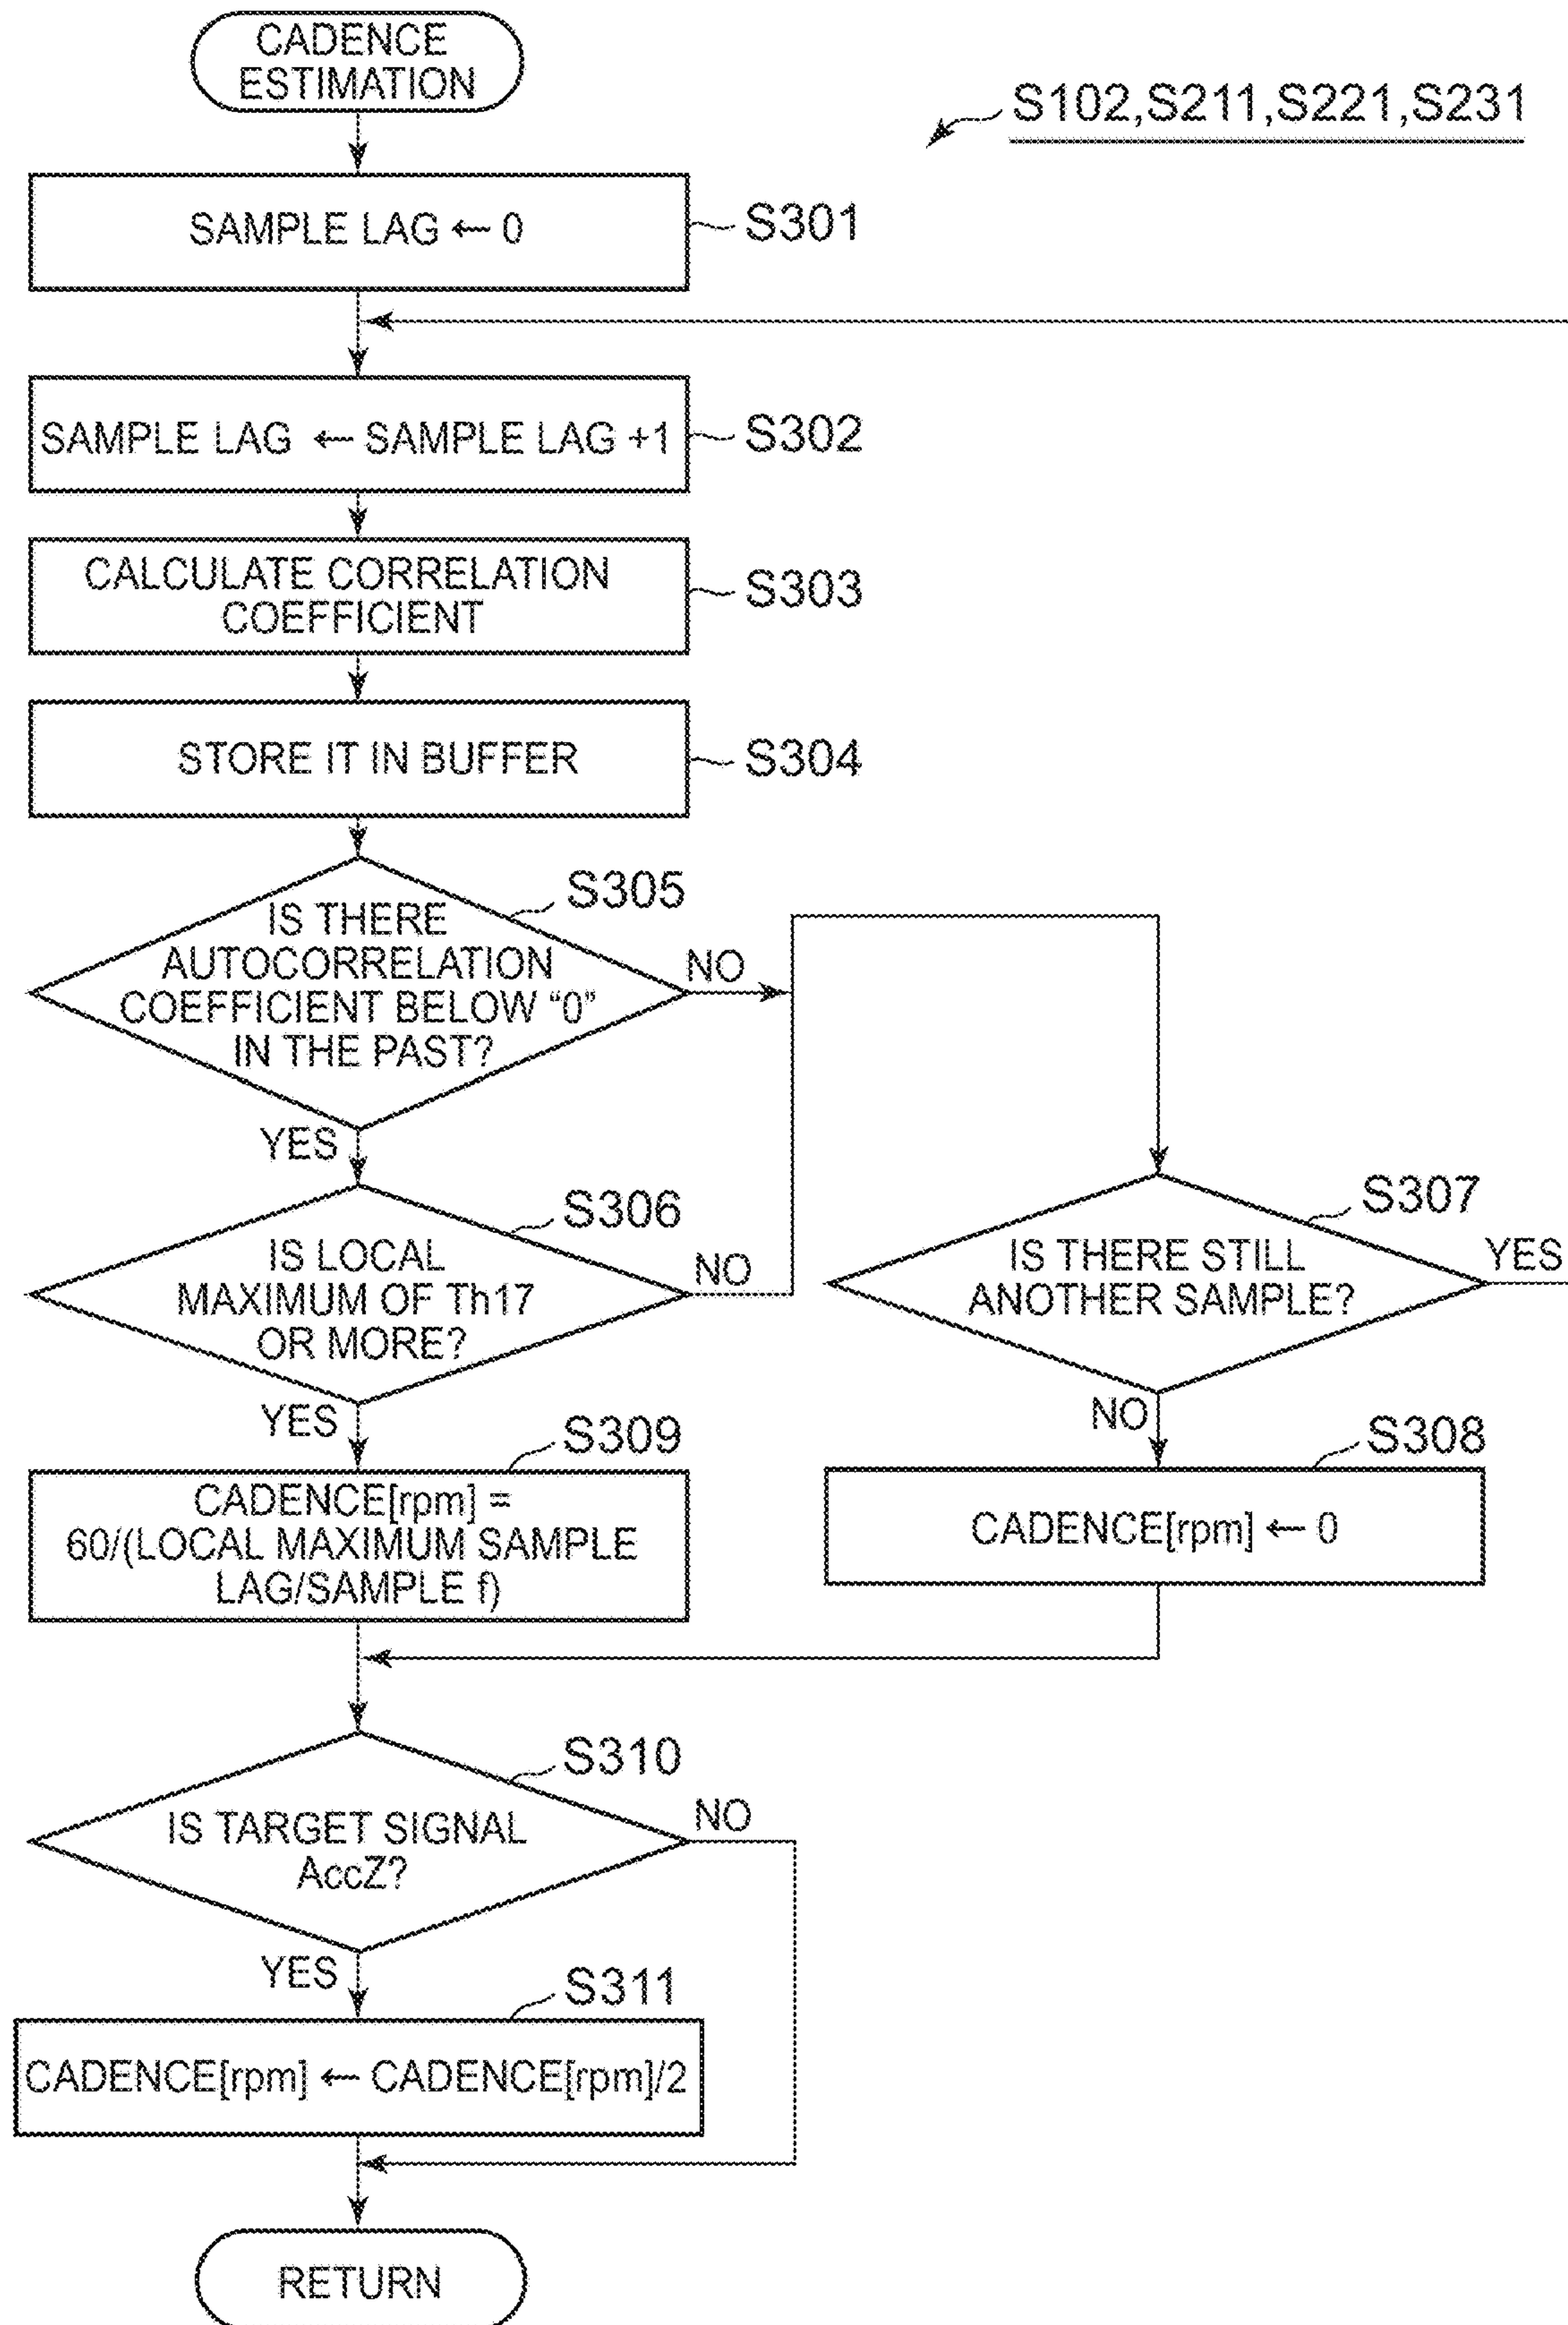 CADENCE
ESTIMATION
S102,S211,S221,S231
SAMPLE LAG ← 0
S301
SAMPLE LAG ← SAMPLE LAG +1
S302
CALCULATE CORRELATION
COEFFICIENT
S303
STORE IT IN BUFFER
S304
S305
IS THERE
AUTOCORRELATION
COEFFICIENT BELOW “0”
IN THE PAST?
NO
YES
S306
IS LOCAL
MAXIMUM OF Th17
OR MORE?
NO
YES
S307
IS THERE STILL
ANOTHER SAMPLE?
YES
NO
S309
CADENCE[rpm] =
60/(LOCAL MAXIMUM SAMPLE
LAG/SAMPLE f)
S308
CADENCE[rpm] ← 0
S310
IS TARGET SIGNAL
AccZ?
NO
YES
S311
CADENCE[rpm] ← CADENCE[rpm]/2
RETURN